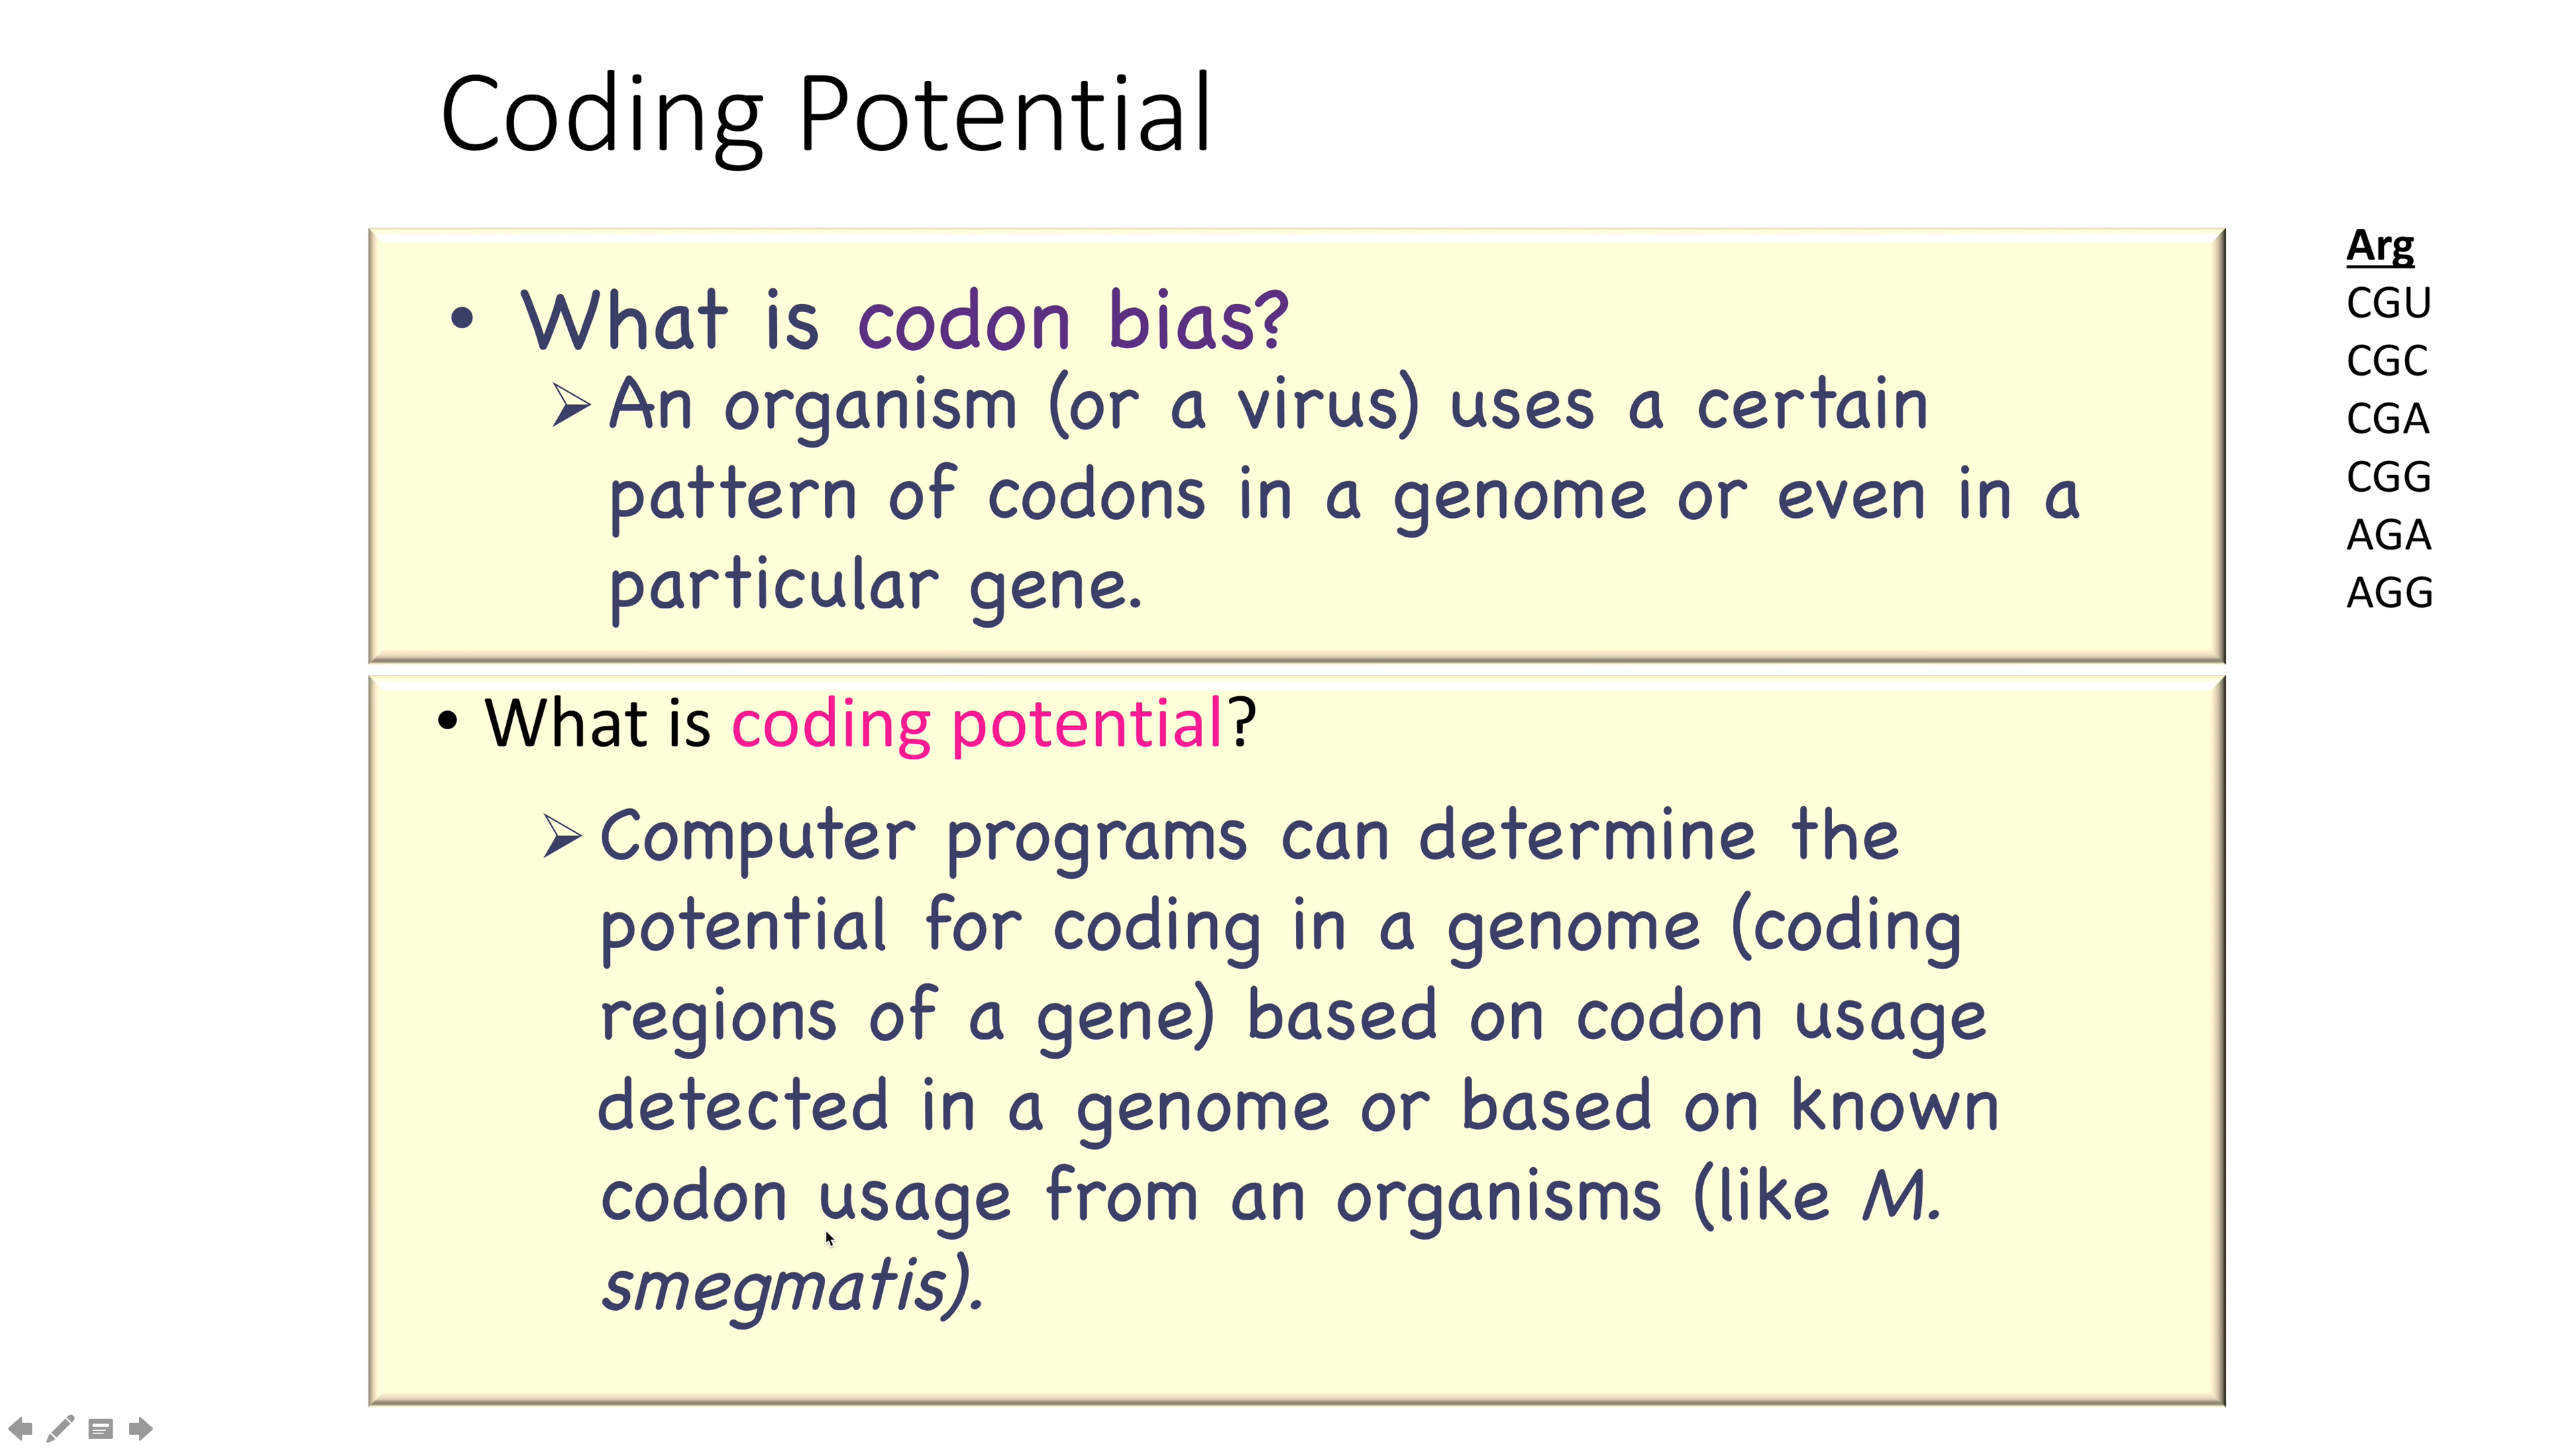 Coding Potential
• What is codon bias?
➢ An organism (or a virus) uses a certain
pattern of codons in a genome or even in a
particular gene.
Arg
CGU
CGC
CGA
CGG
AGA
AGG
• What is coding potential?
➢ Computer programs can determine the
potential for coding in a genome (coding
regions of a gene) based on codon usage
detected in a genome or based on known
codon usage from an organisms (like M.
smegmatis).